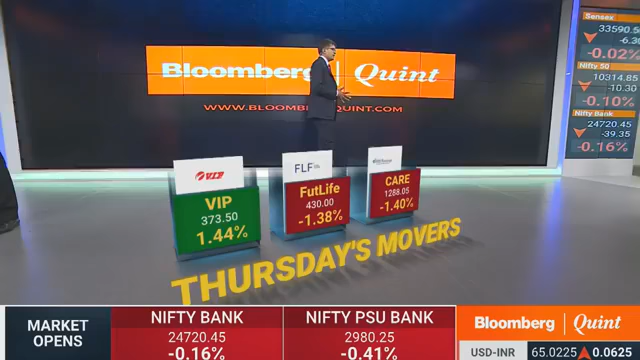 Bloomberg | Quint
WWW.BLOOMBERGQUINT.COM
Sensex
33590.5
-6.30
-0.02%
Nifty 50
10314.85
-10.30
-0.10%
Nifty Bank
24720.45
-39.35
-0.16%
VIP
VIP
373.50
1.44%
FLF
FutLife
430.00
-1.38%
CARE
1288.05
-1.40%
THURSDAY'S MOVERS
MARKET OPENS
NIFTY BANK
24720.45
-0.16%
NIFTY PSU BANK
2980.25
-0.41%
Bloomberg | Quint
USD-INR 65.0225 0.0625